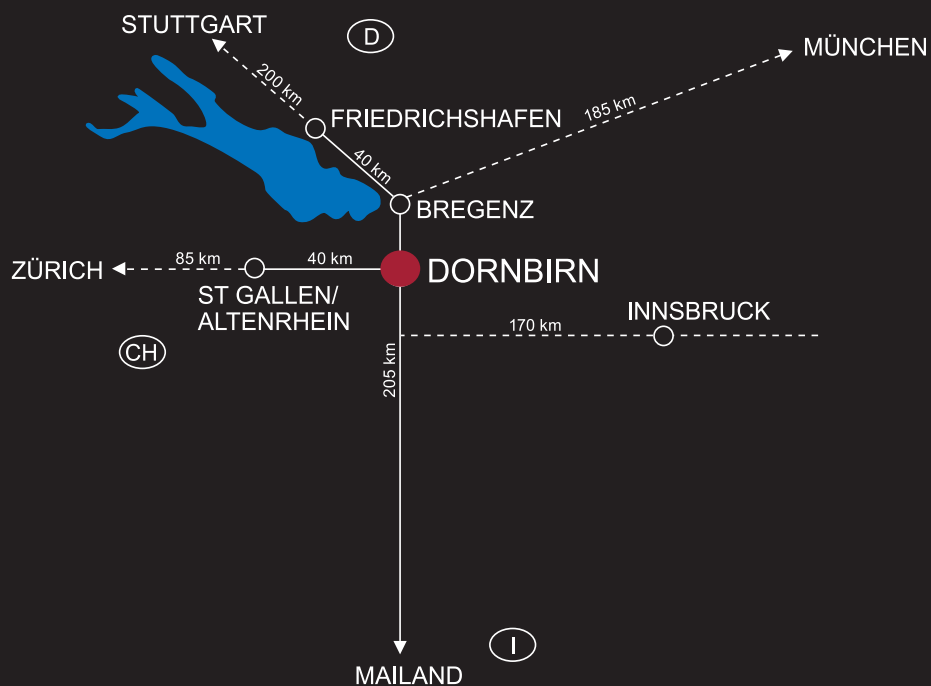 STUTTGART
D
MÜNCHEN
200 km
185 km
FRIEDRICHSHAFEN
40 km
BREGENZ
ZÜRICH
85 km
40 km
DORNBIRN
ST GALLEN/
ALTENRHEIN
INNSBRUCK
170 km
CH
205 km
I
MAILAND